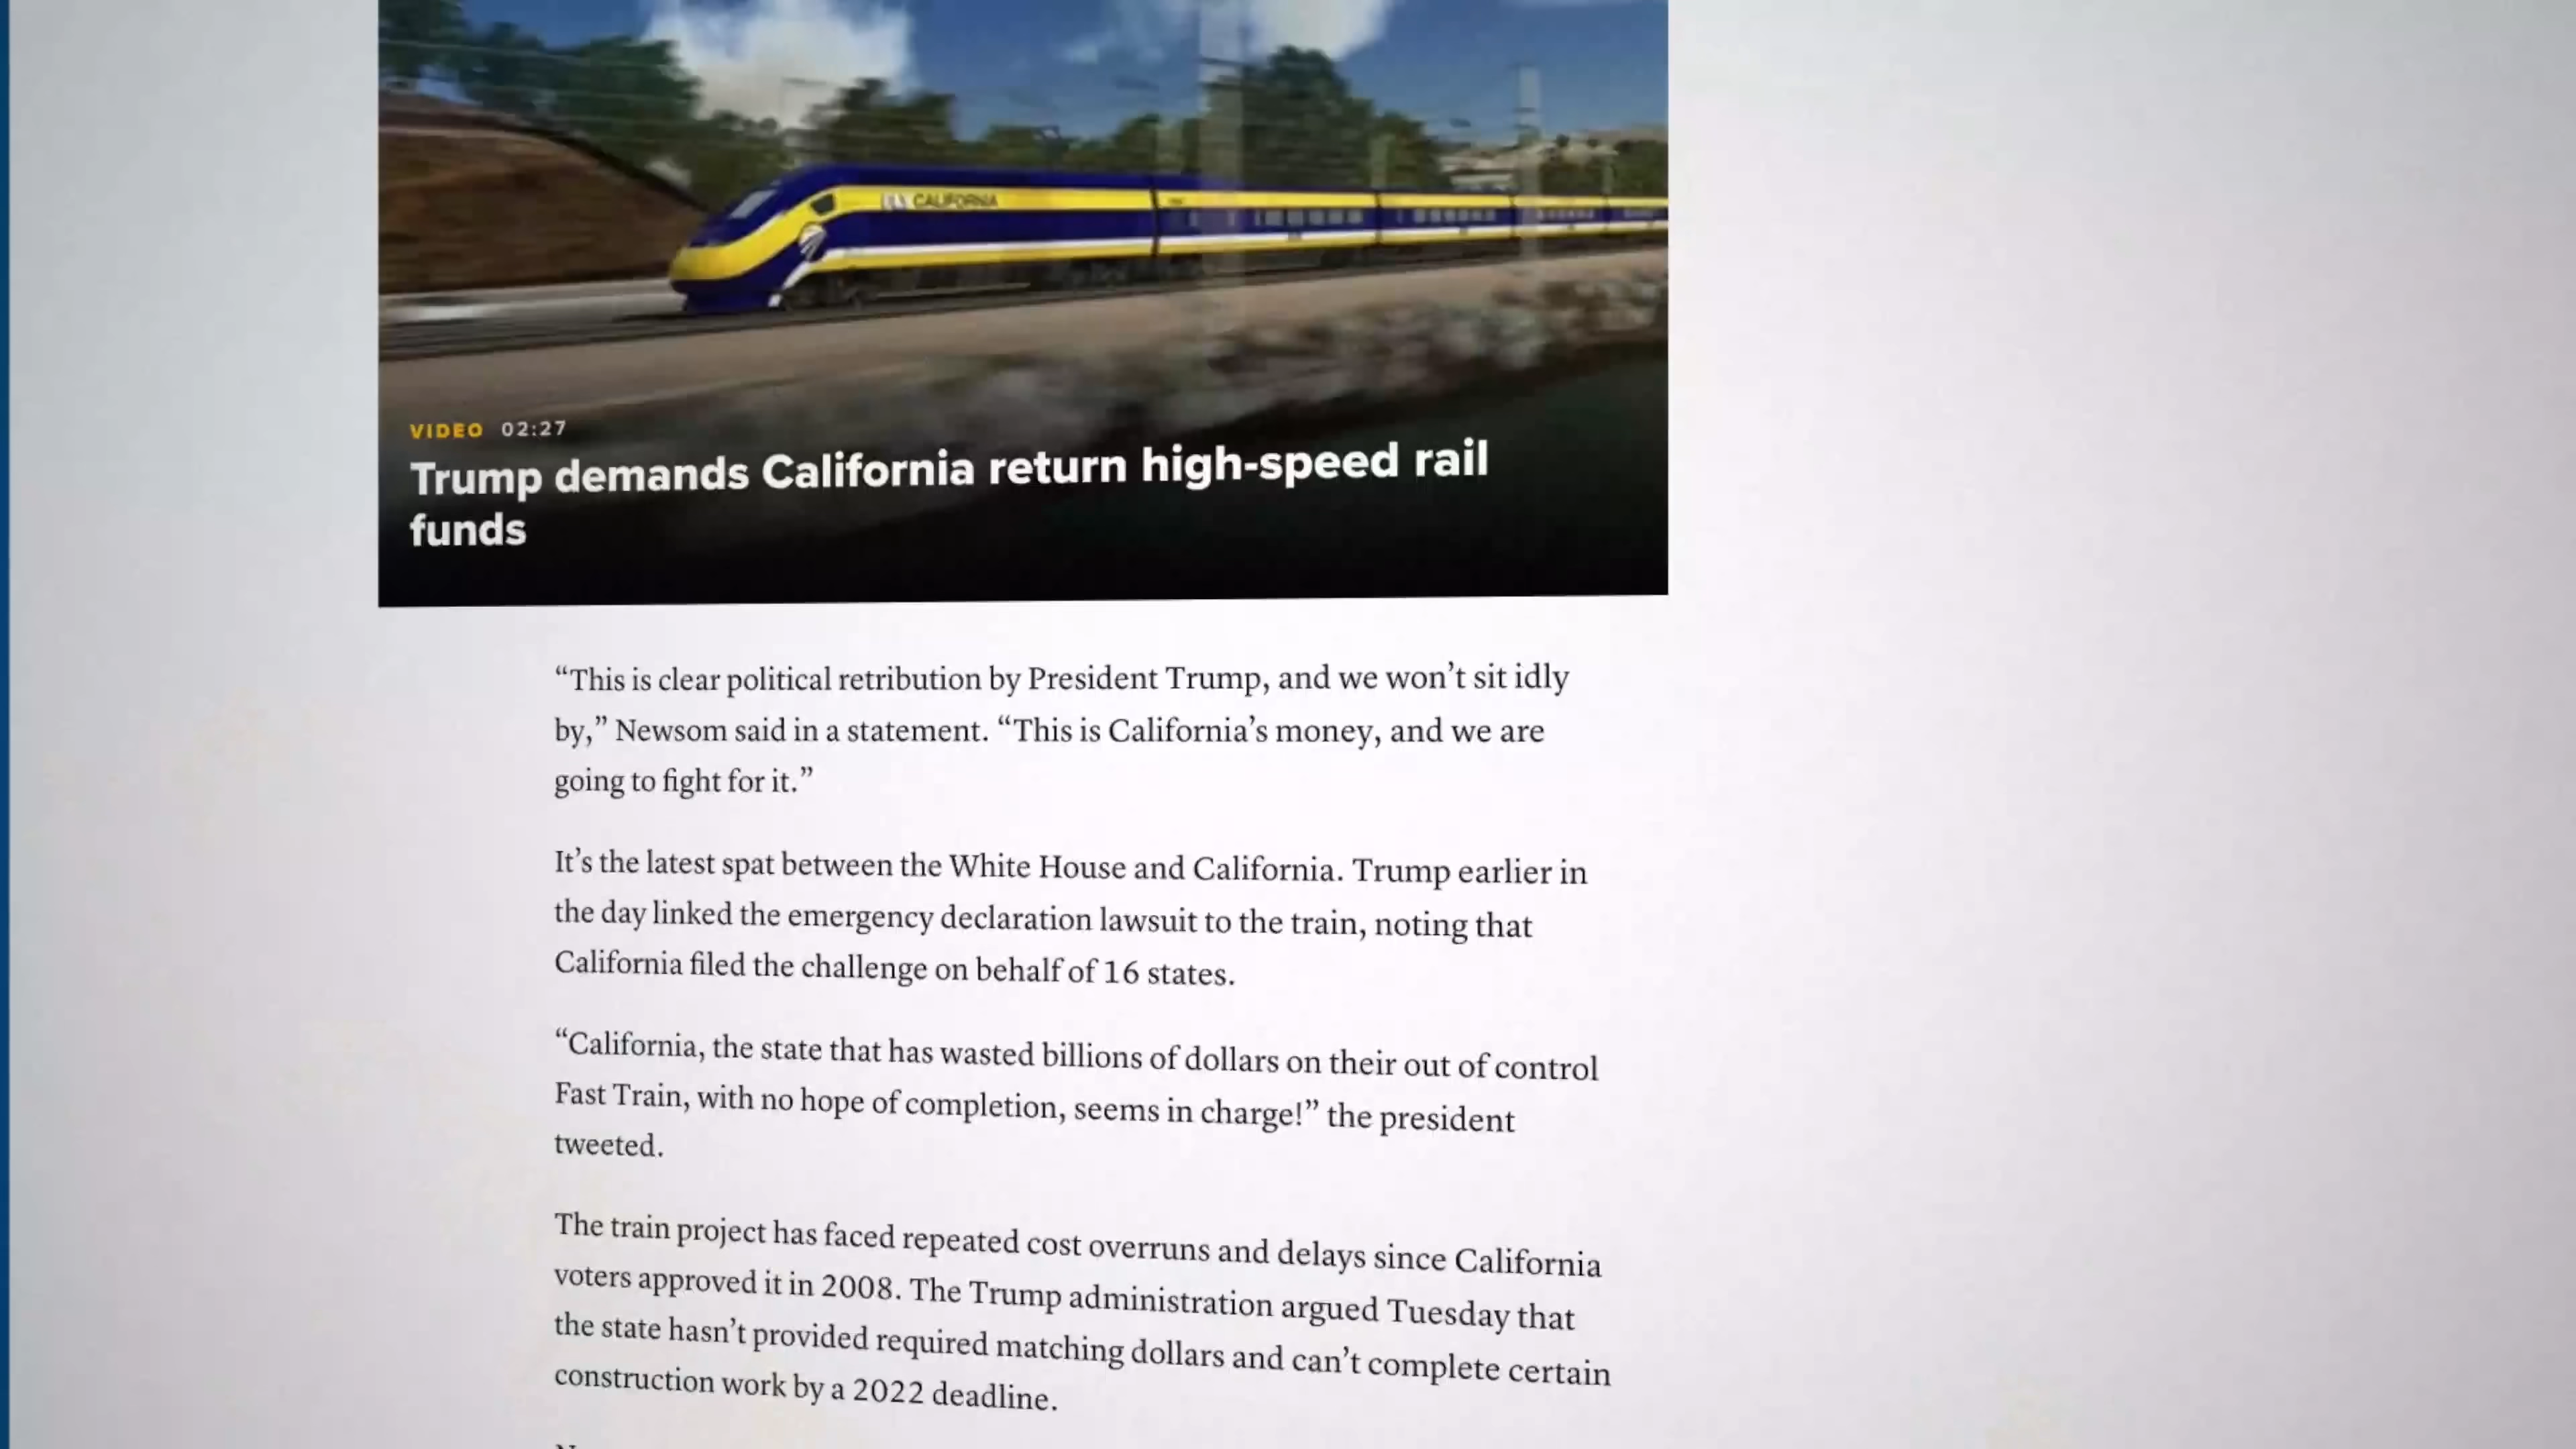 CALIFORNIA
VIDEO 02:27
Trump demands California return high-speed rail
funds
“This is clear political retribution by President Trump, and we won’t sit idly
by,” Newsom said in a statement. “This is California’s money, and we are
going to fight for it.”
It’s the latest spat between the White House and California. Trump earlier in
the day linked the emergency declaration lawsuit to the train, noting that
California filed the challenge on behalf of 16 states.
“California, the state that has wasted billions of dollars on their out of control
Fast Train, with no hope of completion, seems in charge!” the president
tweeted.
The train project has faced repeated cost overruns and delays since California
voters approved it in 2008. The Trump administration argued Tuesday that
the state hasn’t provided required matching dollars and can’t complete certain
construction work by a 2022 deadline.